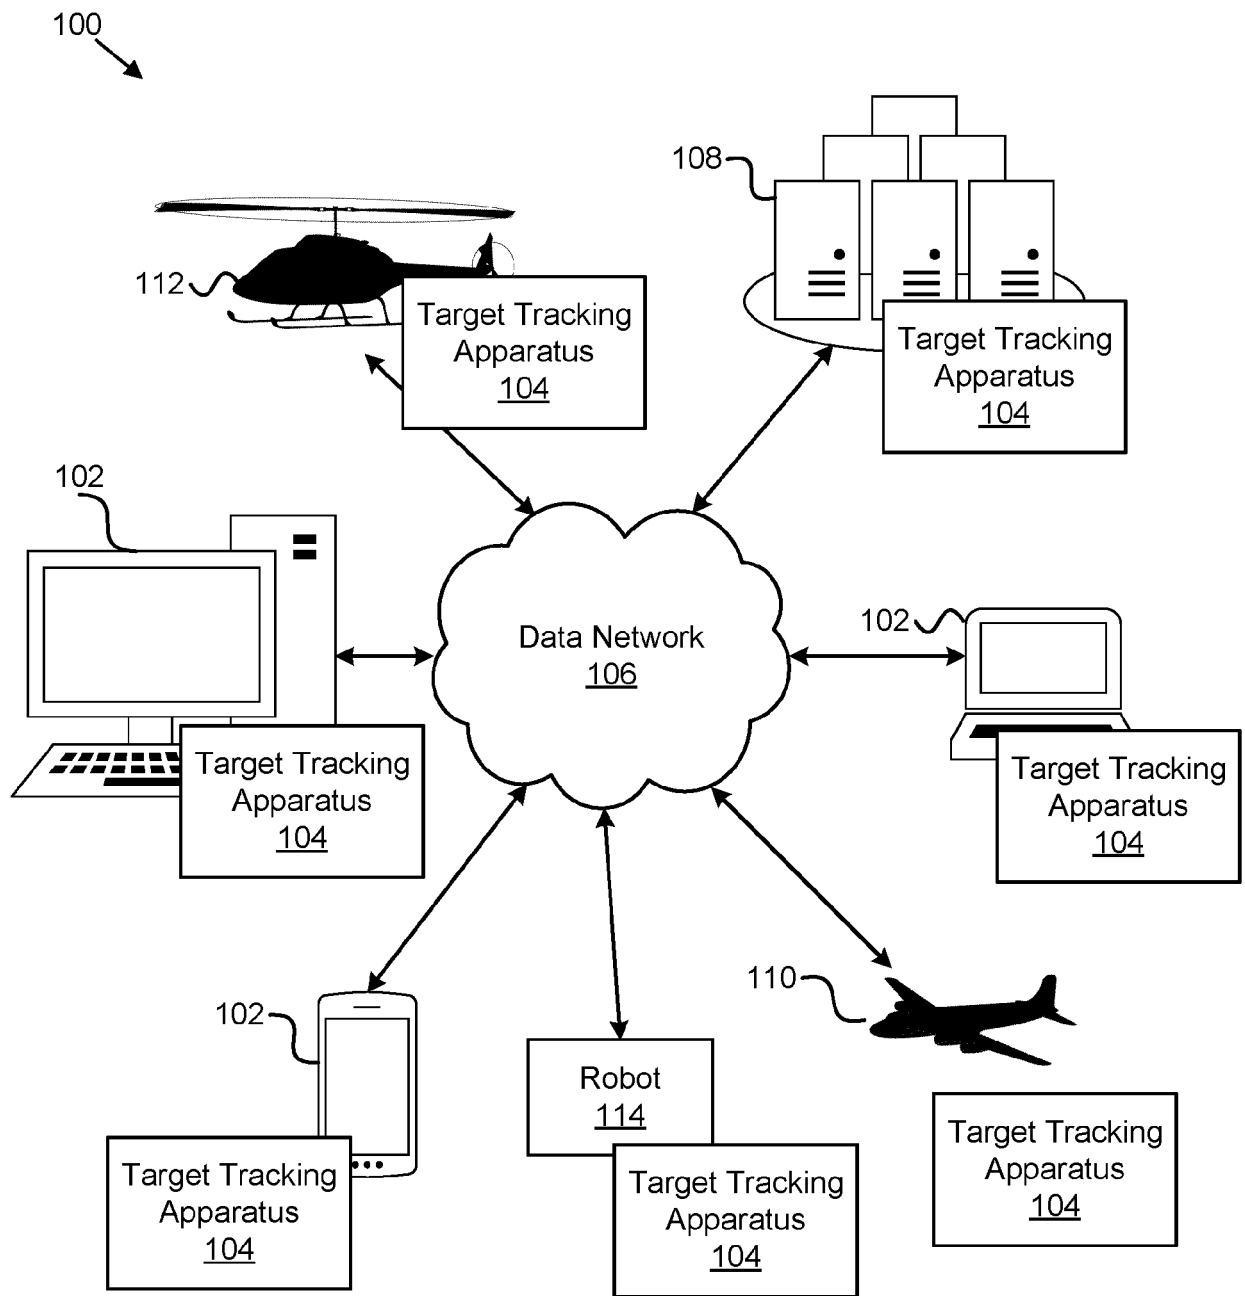 100
108
112
Target Tracking
Apparatus
104
Target Tracking
Apparatus
104
102
Data Network
106
102
Target Tracking
Apparatus
104
Target Tracking
Apparatus
104
110
102
Robot
114
Target Tracking
Apparatus
104
Target Tracking
Apparatus
104
Target Tracking
Apparatus
104